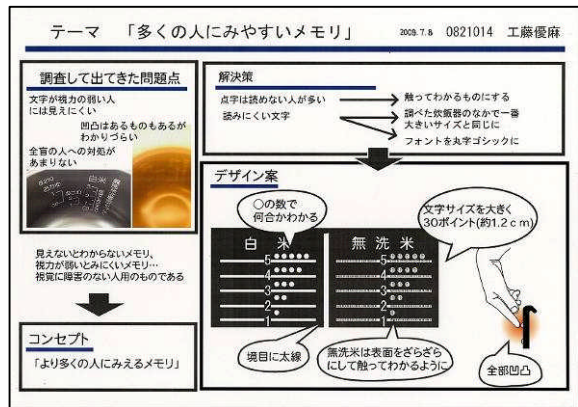 テーマ 「多くの人にみやすいメモリ」
2009.7.8 0821014 工藤優麻
調査して出てきた問題点
文字が視力の弱い人
には見えにくい
凹凸はあるものもあるが
わかりづらい
全盲の人への対処が
あまりない
見えないとわからないメモリ、
視力が弱いとみにくいメモリ…
視覚に障害のない人用のものである
コンセプト
「より多くの人にみえるメモリ」
解決策
点字は読めない人が多い
触ってわかるものにする
読みにくい文字
調べた炊飯器のなかで一番
大きいサイズと同じに
フォントを丸字ゴシックに
デザイン案
○の数で
何合かわかる
文字サイズを大きく
30ポイント(約1.2cm)
白米
5
4
3
2
1
無洗米
5
4
3
2
1
境目に太線
無洗米は表面をざらざら
にして触ってわかるように
全部凹凸